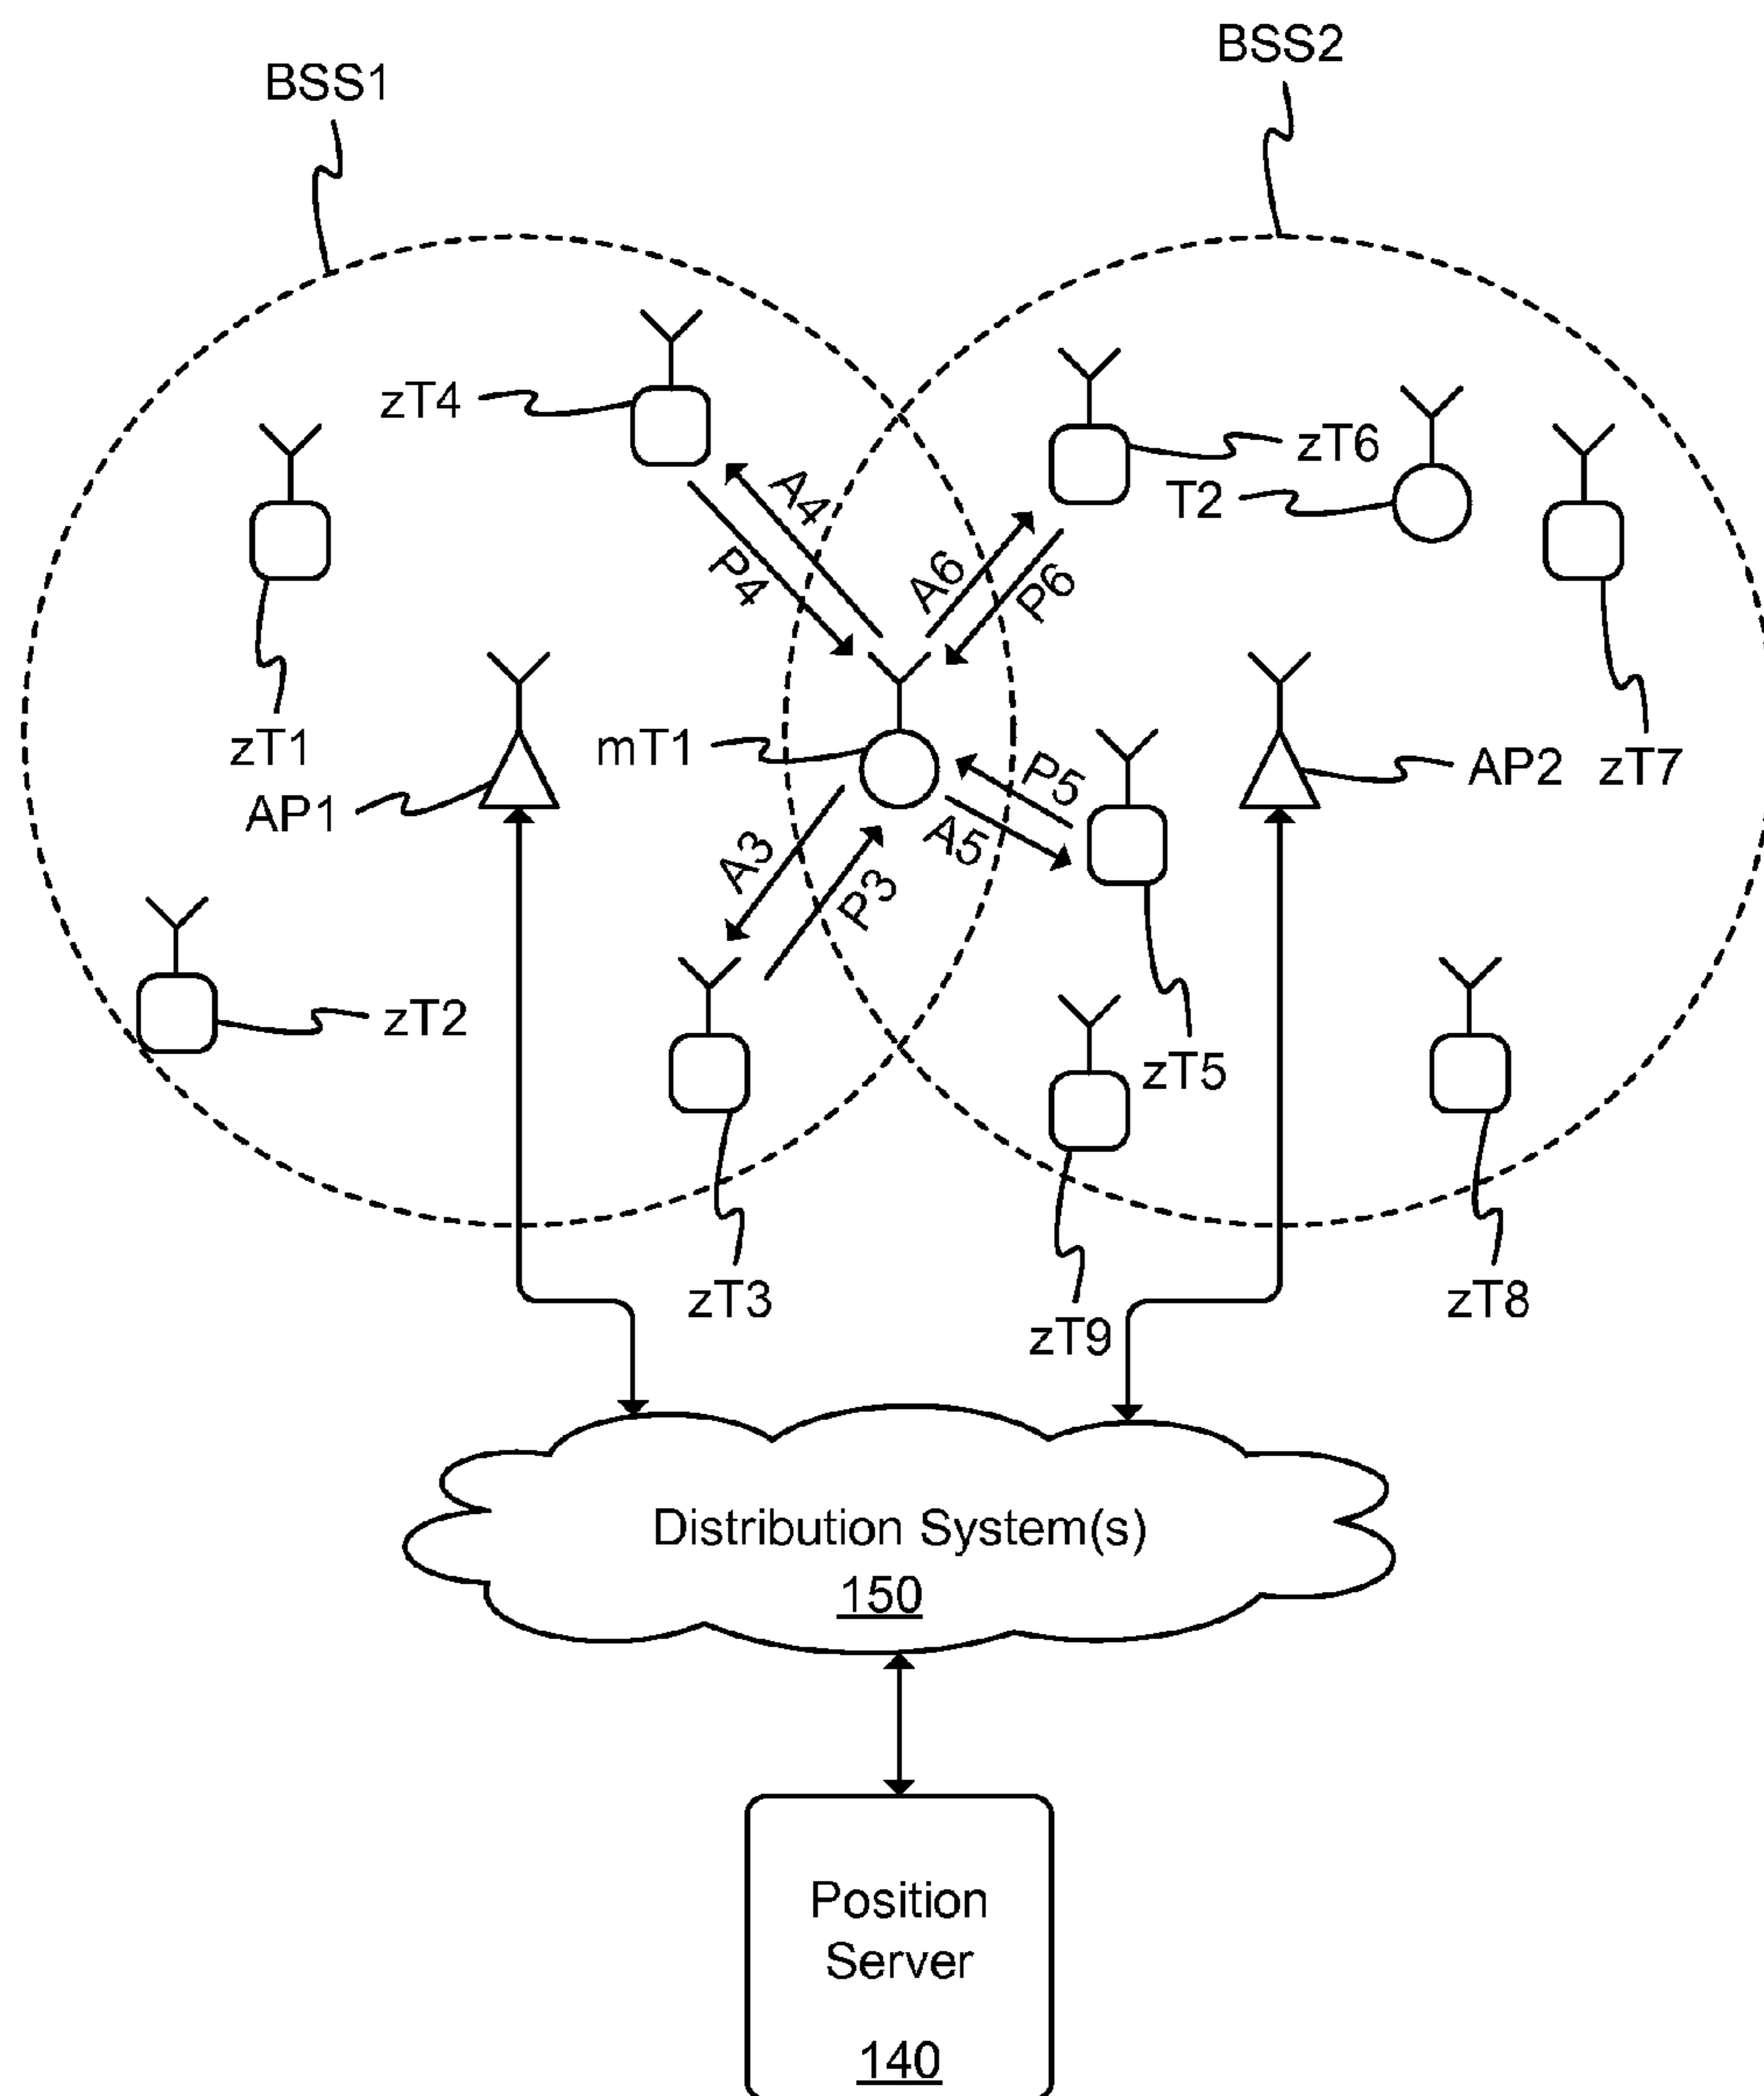 BSS2
BSS1
zT4
zT6
T2
A4
P4
A6
P6
zT1
mT1
AP1
AP2
zT7
P5
A5
A3
P3
zT2
zT5
zT3
zT8
zT9
Distribution System(s)
150
Position
Server
140